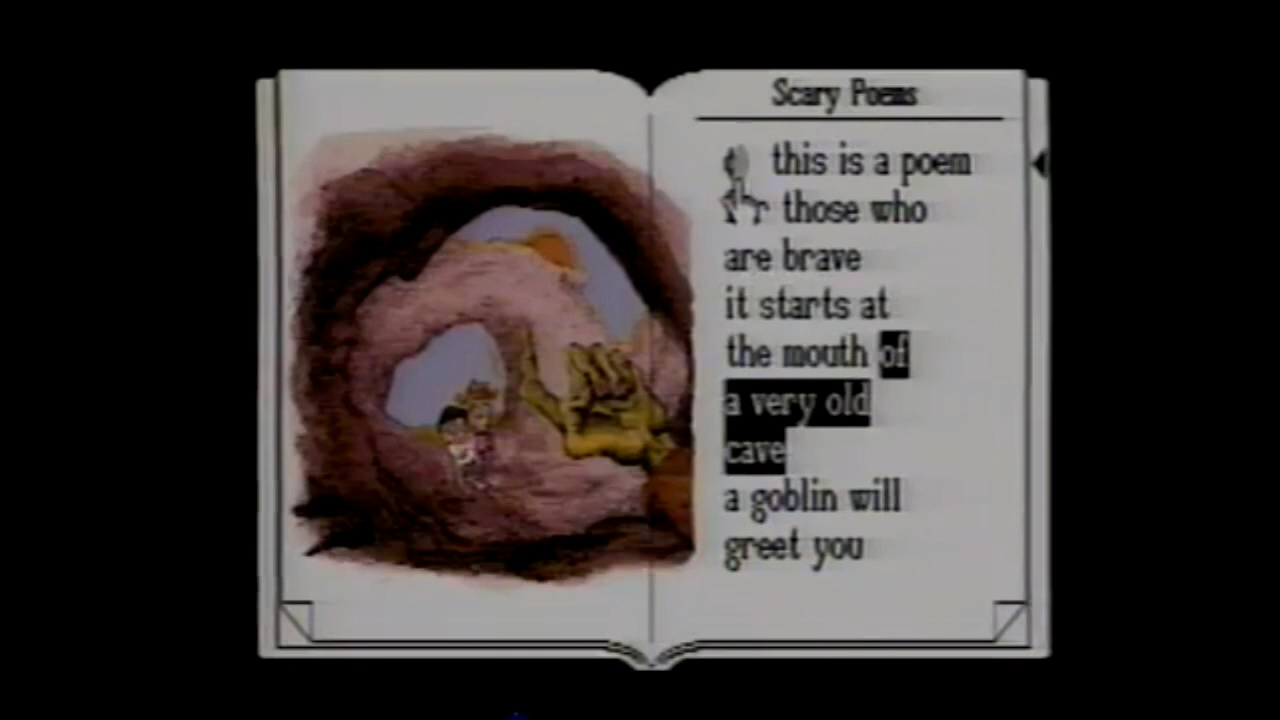 Scary Poems
this is a poem
those who
are brave
it starts at
the mouth of
a very old
cave
a goblin will
greet you